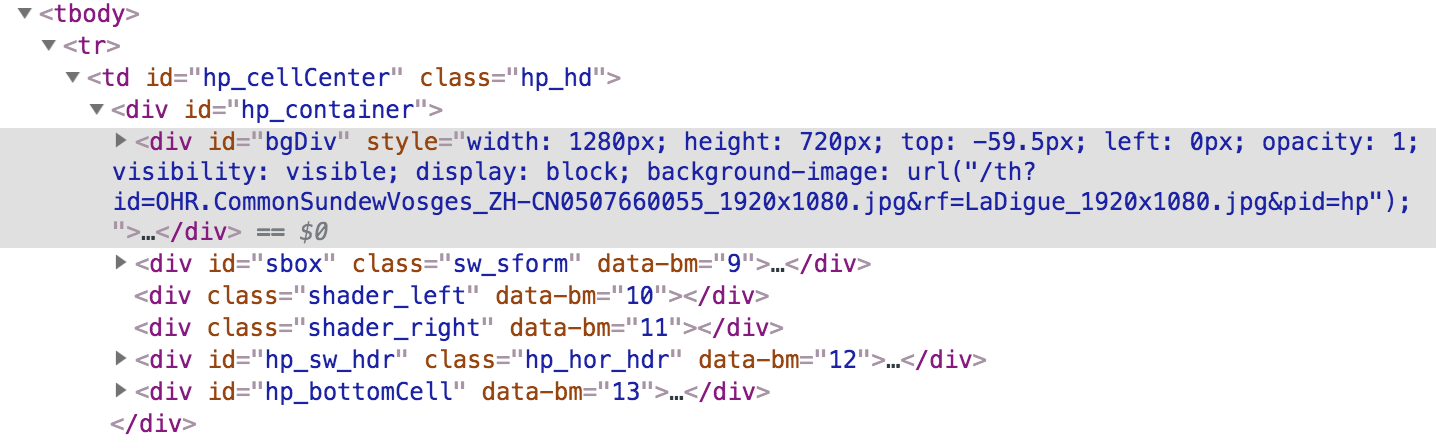 ▼<tbody>
▼<tr>
▼<td id="hp_cellCenter" class="hp_hd">
▼<div id="hp_container">
▶<div id="bgDiv" style="width: 1280px; height: 720px; top: -59.5px; left: 0px; opacity: 1;
visibility: visible; display: block; background-image: url("/th?
id=OHR.CommonSundewVosges_ZH-CN0507660055_1920x1080.jpg&rf=LaDigue_1920x1080.jpg&pid=hp");
">…</div> == $0
▶<div id="sbox" class="sw_sform" data-bm="9">…</div>
<div class="shader_left" data-bm="10"></div>
<div class="shader_right" data-bm="11"></div>
▶<div id="hp_sw_hdr" class="hp_hor_hdr" data-bm="12">…</div>
▶<div id="hp_bottomCell" data-bm="13">…</div>
</div>